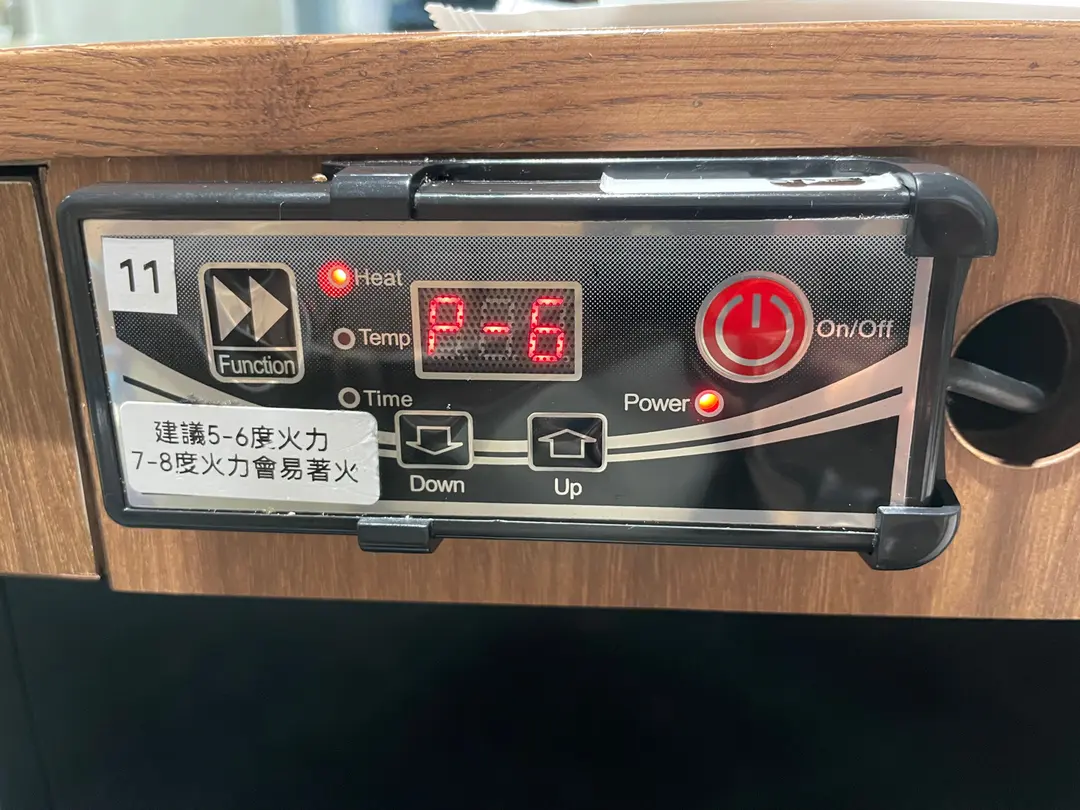 11
Function
Heat
Temp
Time
P-6
On/Off
Power
建議5-6度火力
7-8度火力會易著火
Down
Up